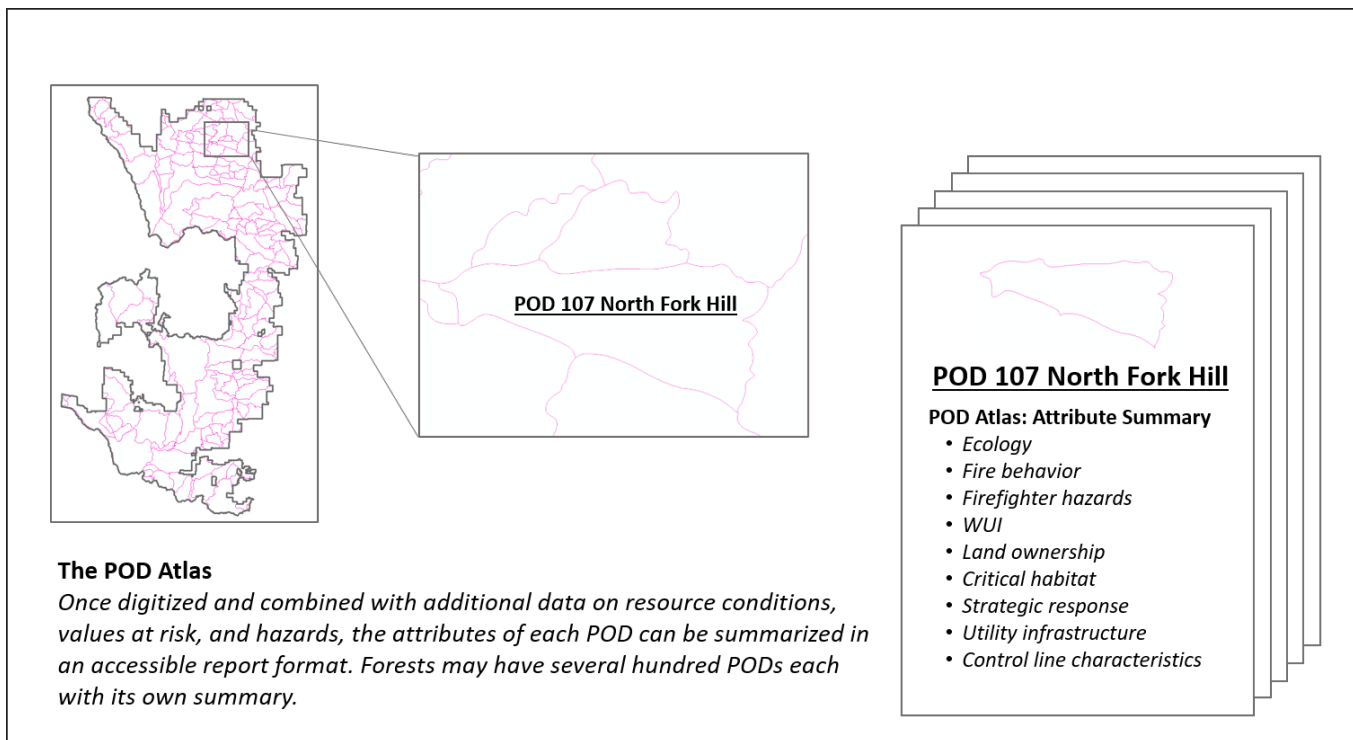 POD 107 North Fork Hill
The POD Atlas
Once digitized and combined with additional data on resource conditions,
values at risk, and hazards, the attributes of each POD can be summarized in
an accessible report format. Forests may have several hundred PODs each
with its own summary.
POD 107 North Fork Hill
POD Atlas: Attribute Summary
• Ecology
• Fire behavior
• Firefighter hazards
• WUI
• Land ownership
• Critical habitat
• Strategic response
• Utility infrastructure
• Control line characteristics